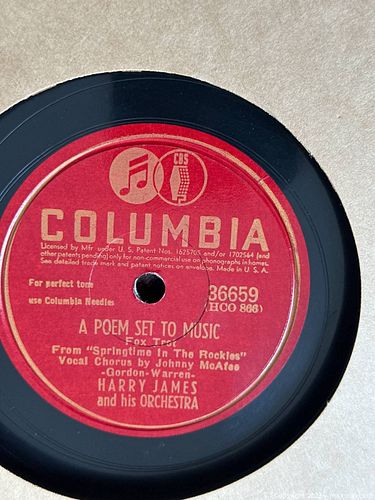 CBS
COLUMBIA
Licensed by Mfr under U. S. Patent Nos. 1625705 and/or 1702564 (and
other patents pending) only for non-commercial use on phonographs in homes.
See detailed trade mark and patent notices on envelope. Made in U. S. A.
For perfect tone
use Columbia Needles
36659
(HCO 866)
A POEM SET TO MUSIC
Fox Trot
From "Springtime In The Rockies"
Vocal Chorus by Johnny McAfee
-Gordon-Warren-
HARRY JAMES
and his ORCHESTRA